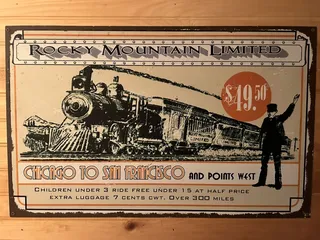 Rocky Mountain Limited
$49.50
Chicago to San Francisco and points west
Children under 3 ride free under 15 at half price
extra luggage 7 cents cwt. Over 300 miles